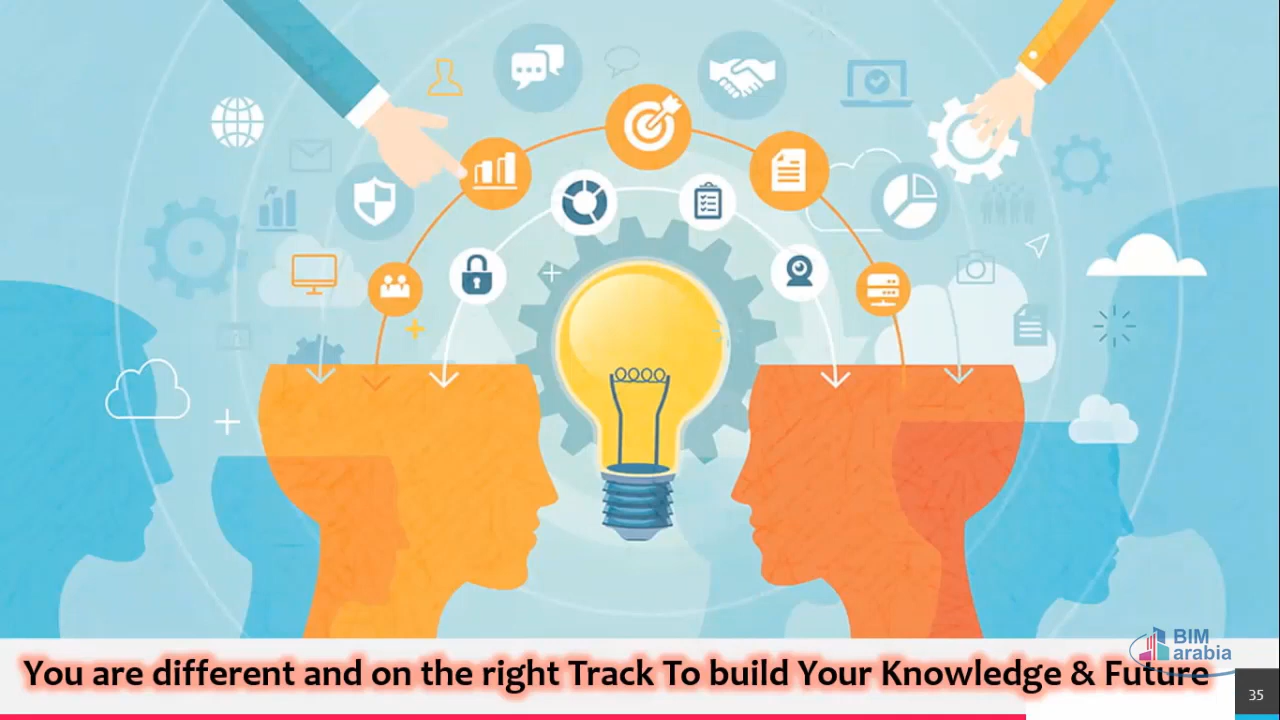 You are different and on the right Track To build Your Knowledge & Future
BIM
arabia
35